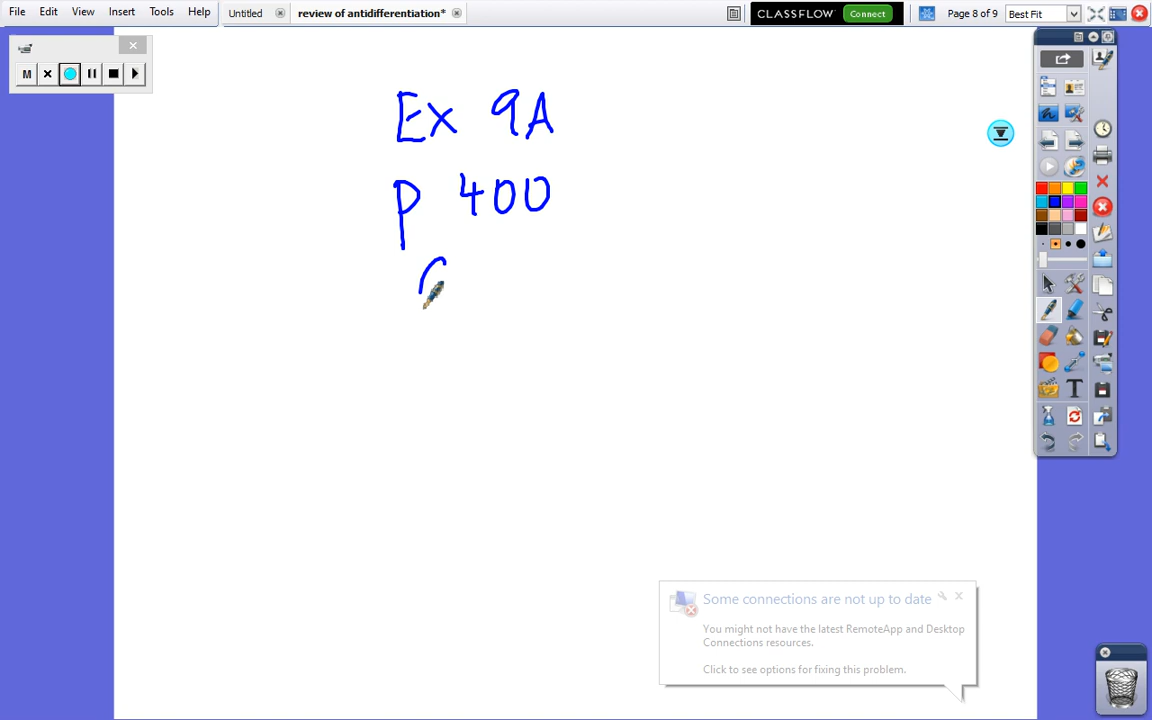 File Edit View Insert Tools Help Untitled review of antidifferentiation* CLASSFLOW Connect Page 8 of 9 Best Fit
M
Ex 9A
p 400
T
Some connections are not up to date
You might not have the latest RemoteApp and Desktop
Connections resources.
Click to see options for fixing this problem.